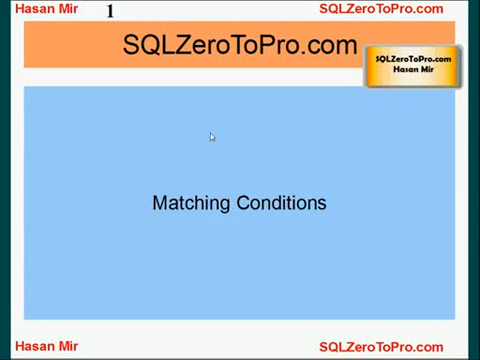 Hasan Mir 1 SQLZeroToPro.com
SQLZeroToPro.com
SQLZeroToPro.com
Hasan Mir
Matching Conditions
Hasan Mir SQLZeroToPro.com